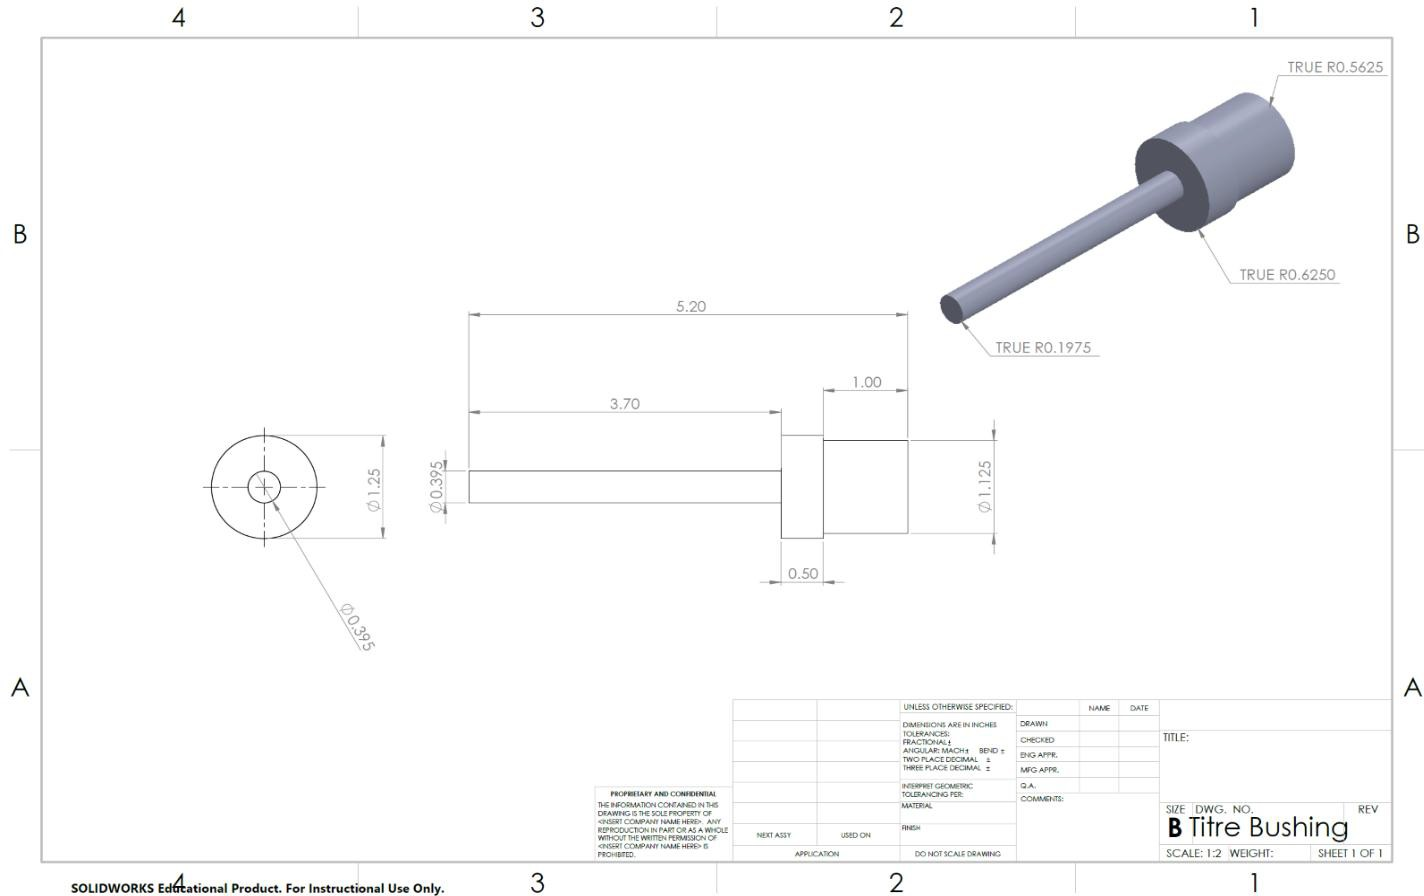 4 3 2 1
TRUE R0.5625
B B
TRUE R0.6250
5.20
TRUE R0.1975
1.00
3.70
∅1.25
∅0.395
∅1.125
0.50
∅0.395
A A
UNLESS OTHERWISE SPECIFIED:
DIMENSIONS ARE IN INCHES
TOLERANCES:
FRACTIONAL±
ANGULAR: MACH± BEND ±
TWO PLACE DECIMAL ±
THREE PLACE DECIMAL ±
INTERPRET GEOMETRIC
TOLERANCING PER:
MATERIAL
FINISH
DO NOT SCALE DRAWING
NAME DATE
DRAWN
CHECKED
ENG APPR.
MFG APPR.
Q.A.
COMMENTS:
TITLE:
SIZE DWG. NO. REV
B Titre Bushing
SCALE: 1:2 WEIGHT: SHEET 1 OF 1
PROPRIETARY AND CONFIDENTIAL
THE INFORMATION CONTAINED IN THIS
DRAWING IS THE SOLE PROPERTY OF
<INSERT COMPANY NAME HERE>. ANY
REPRODUCTION IN PART OR AS A WHOLE
WITHOUT THE WRITTEN PERMISSION OF
<INSERT COMPANY NAME HERE> IS
PROHIBITED.
NEXT ASSY USED ON
APPLICATION
SOLIDWORKS Educational Product. For Instructional Use Only.
4 3 2 1